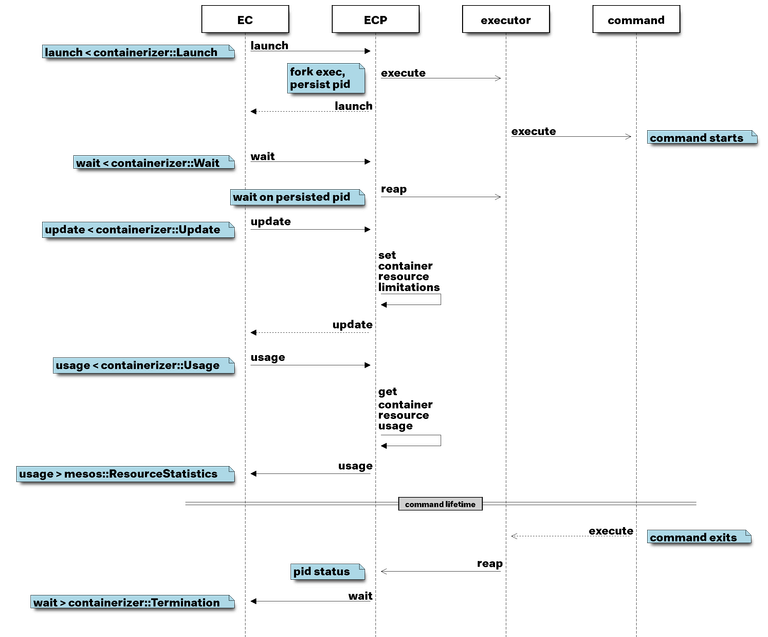 EC
ECP
executor
command
launch < containerizer::Launch
launch
fork exec,
persist pid
execute
launch
execute
command starts
wait < containerizer::Wait
wait
wait on persisted pid
reap
update < containerizer::Update
update
set
container
resource
limitations
update
usage < containerizer::Usage
usage
get
container
resource
usage
usage > mesos::ResourceStatistics
usage
command lifetime
execute
command exits
pid status
reap
wait > containerizer::Termination
wait